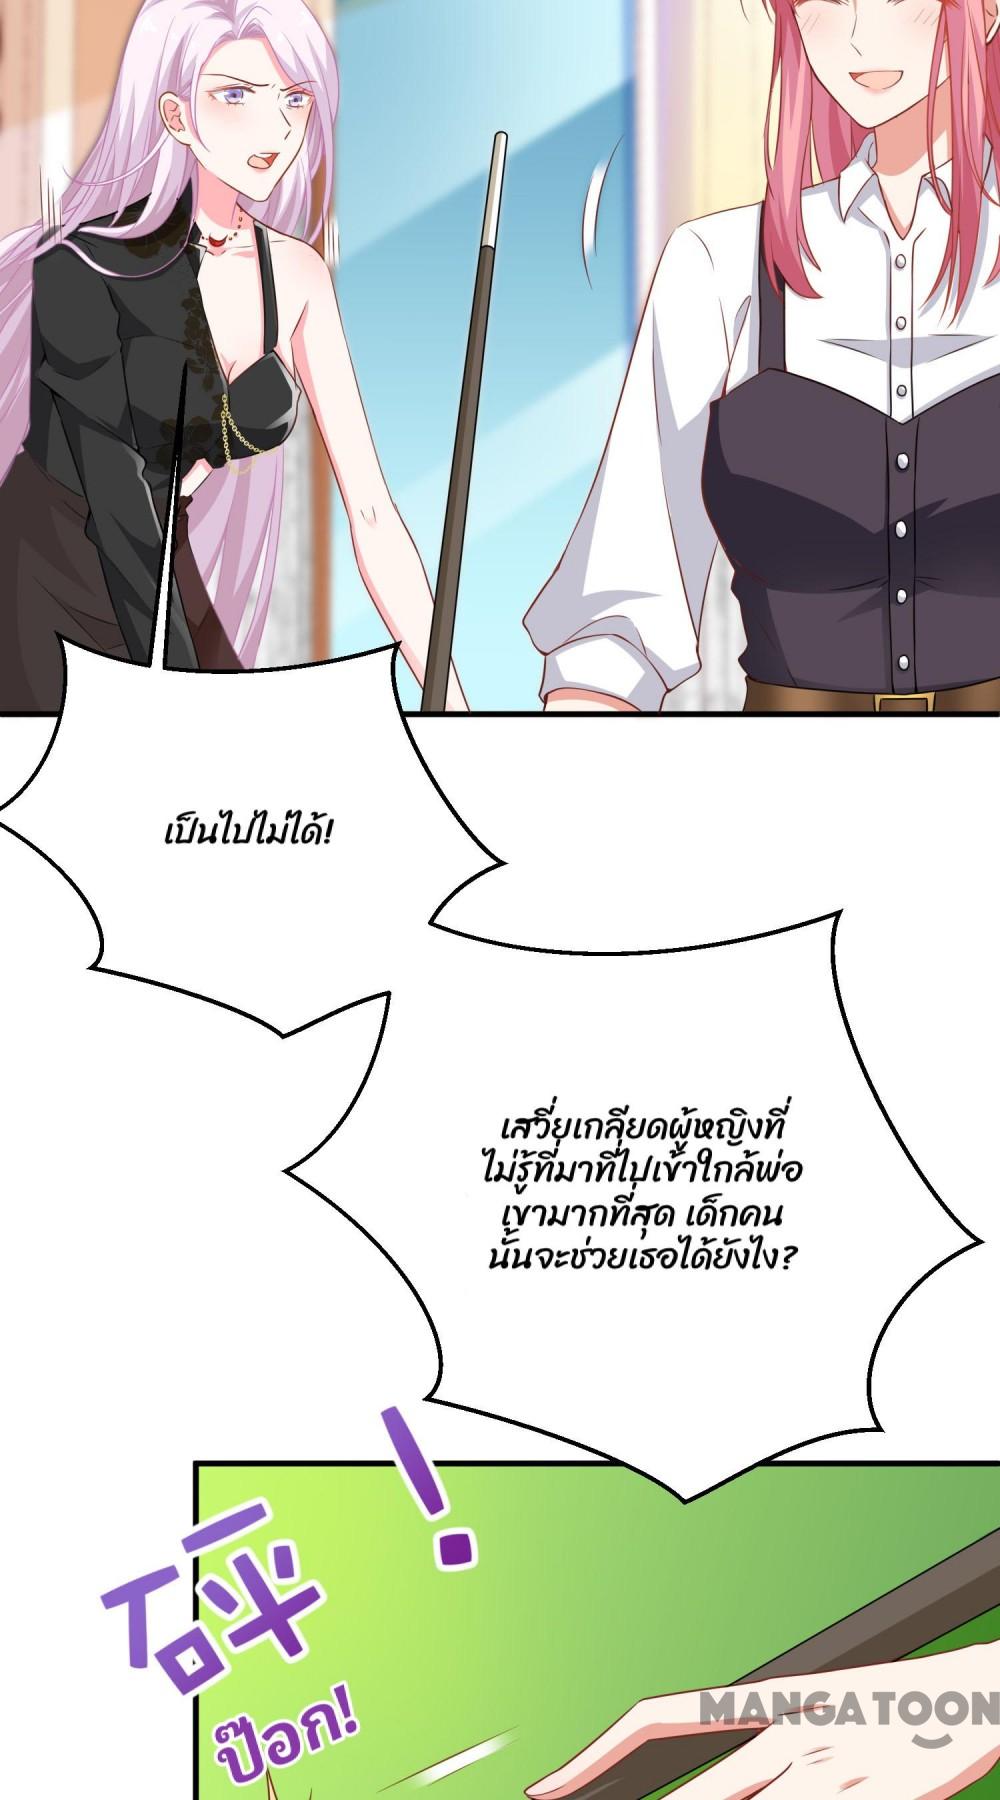 เป็นไปไม่ได้!
เสวี่ยเกลียดผู้หญิงที่
ไม่รู้ที่มาที่ไปเข้าใกล้พ่อ
เขามากที่สุด เด็กคน
นั้นจะช่วยเธอได้ยังไง?
砰!
ป๊อก!
MANGATOON